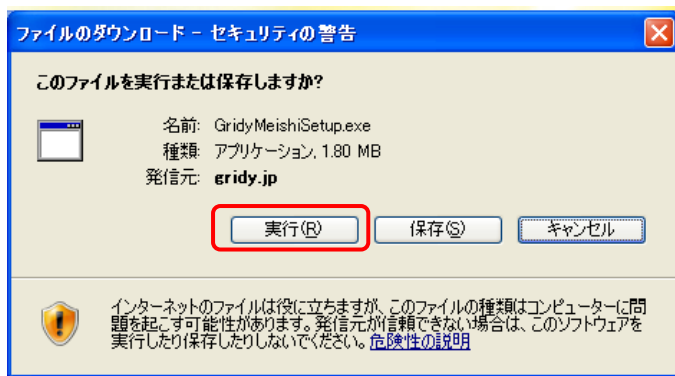 ファイルのダウンロード - セキュリティの警告
このファイルを実行または保存しますか?
名前: GridyMeishiSetup.exe
種類: アプリケーション, 1.80 MB
発信元: gridy.jp
実行(R) 保存(S) キャンセル
インターネットのファイルは役に立ちますが、このファイルの種類はコンピューターに問
題を起こす可能性があります。発信元が信頼できない場合は、このソフトウェアを
実行したり保存したりしないでください。危険性の説明